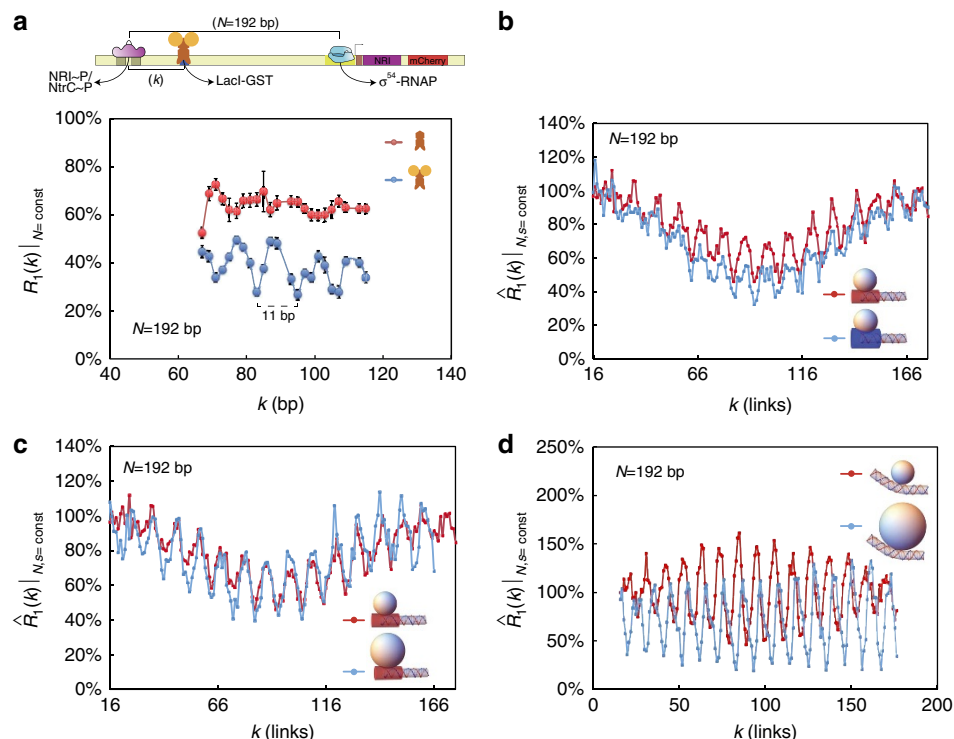 a
(N=192 bp)
NRI
mCherry
NRI~P/
NtrC~P
(k)
LacI-GST
σ⁵⁴-RNAP
100%
80%
60%
40%
20%
0%
R₁(k)|N= const
11 bp
N=192 bp
40 60 80 100 120 140
k (bp)
b
140%
120%
100%
80%
60%
40%
20%
0%
R̂₁(k)|N,s= const
N=192 bp
16 66 116 166
k (links)
c
140%
120%
100%
80%
60%
40%
20%
0%
R̂₁(k)|N,s= const
N=192 bp
16 66 116 166
k (links)
d
250%
200%
150%
100%
50%
0%
R̂₁(k)|N,s= const
N=192 bp
0 50 100 150 200
k (links)